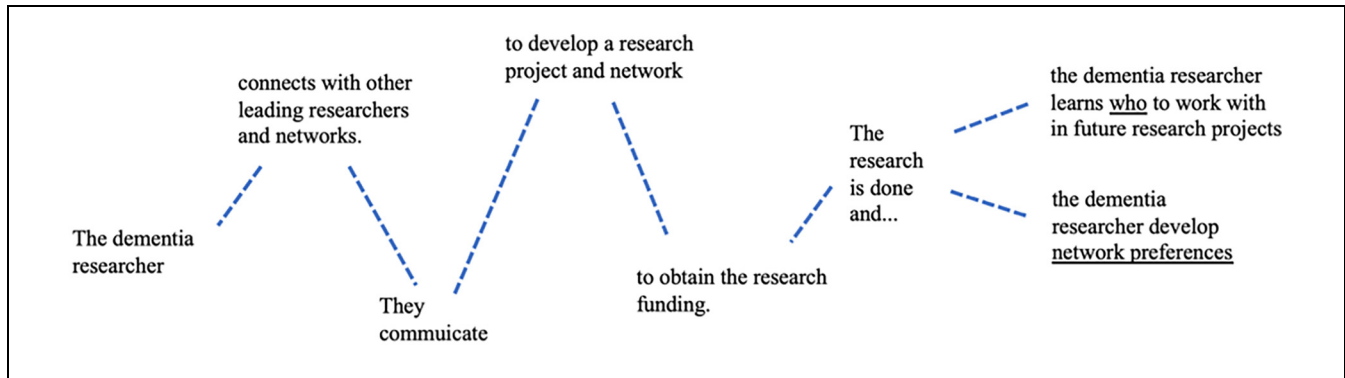 The dementia
researcher
connects with other
leading researchers
and networks.
They
commuicate
to develop a research
project and network
to obtain the research
funding.
The
research
is done
and...
the dementia researcher
learns who to work with
in future research projects
the dementia
researcher develop
network preferences